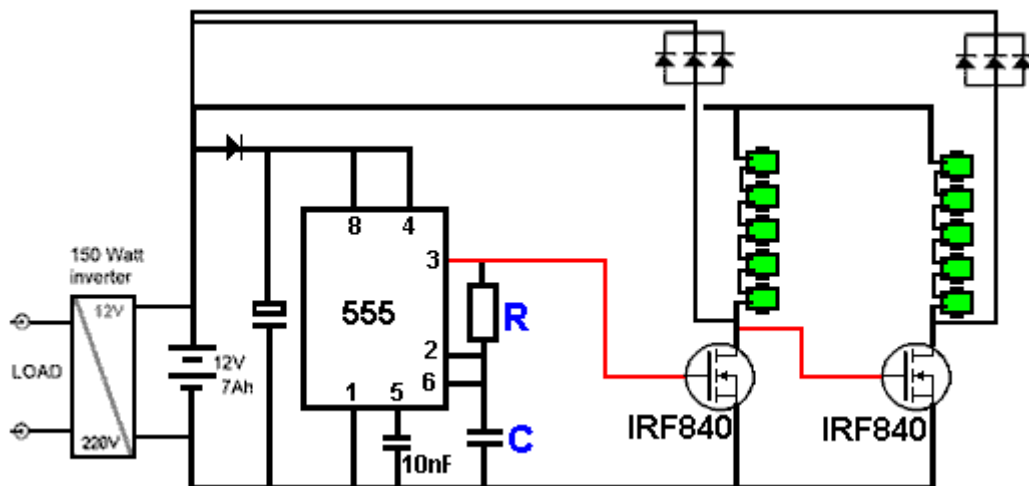 8
4
3
150 Watt
inverter
12V
555
R
2
LOAD
12V
7Ah
6
1
5
220V
10nF
C
IRF840
IRF840